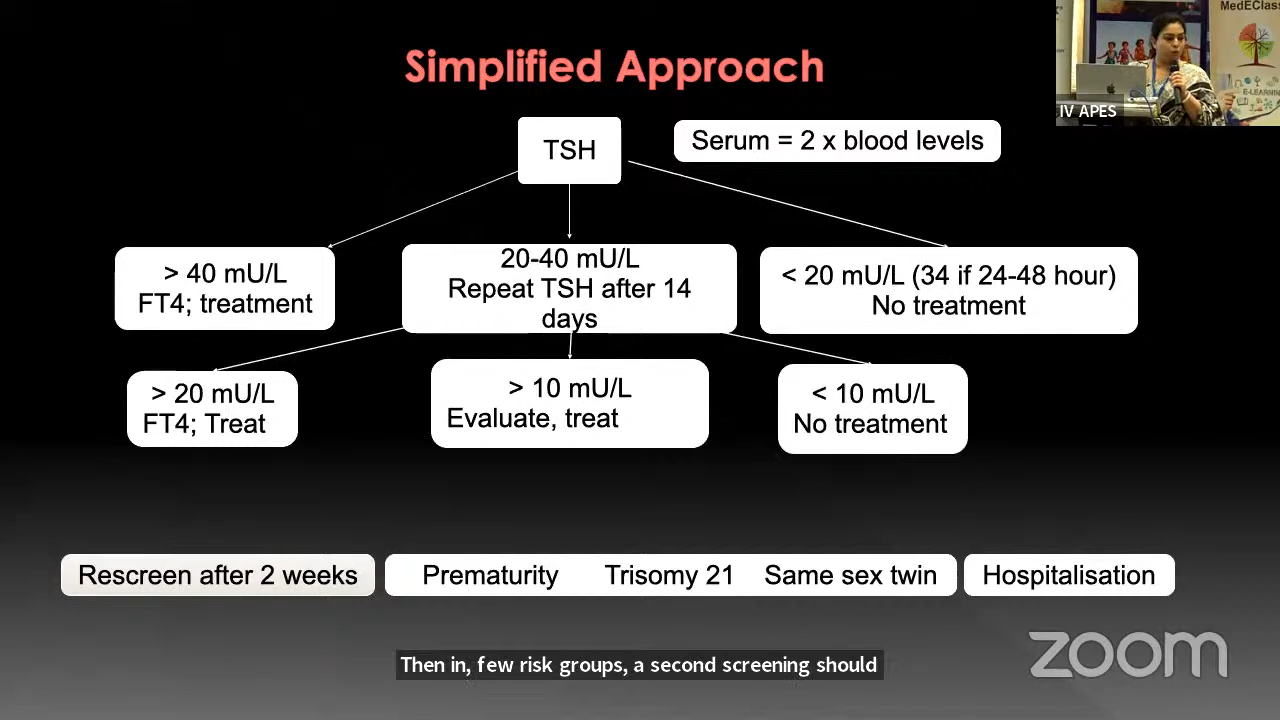 MedEClass
Simplified Approach
IV APES
E-LEARNING
TSH
Serum = 2 x blood levels
> 40 mU/L
FT4; treatment
20-40 mU/L
Repeat TSH after 14
days
< 20 mU/L (34 if 24-48 hour)
No treatment
> 20 mU/L
FT4; Treat
> 10 mU/L
Evaluate, treat
< 10 mU/L
No treatment
Rescreen after 2 weeks
Prematurity Trisomy 21 Same sex twin
Hospitalisation
Then in, few risk groups, a second screening should
zoom